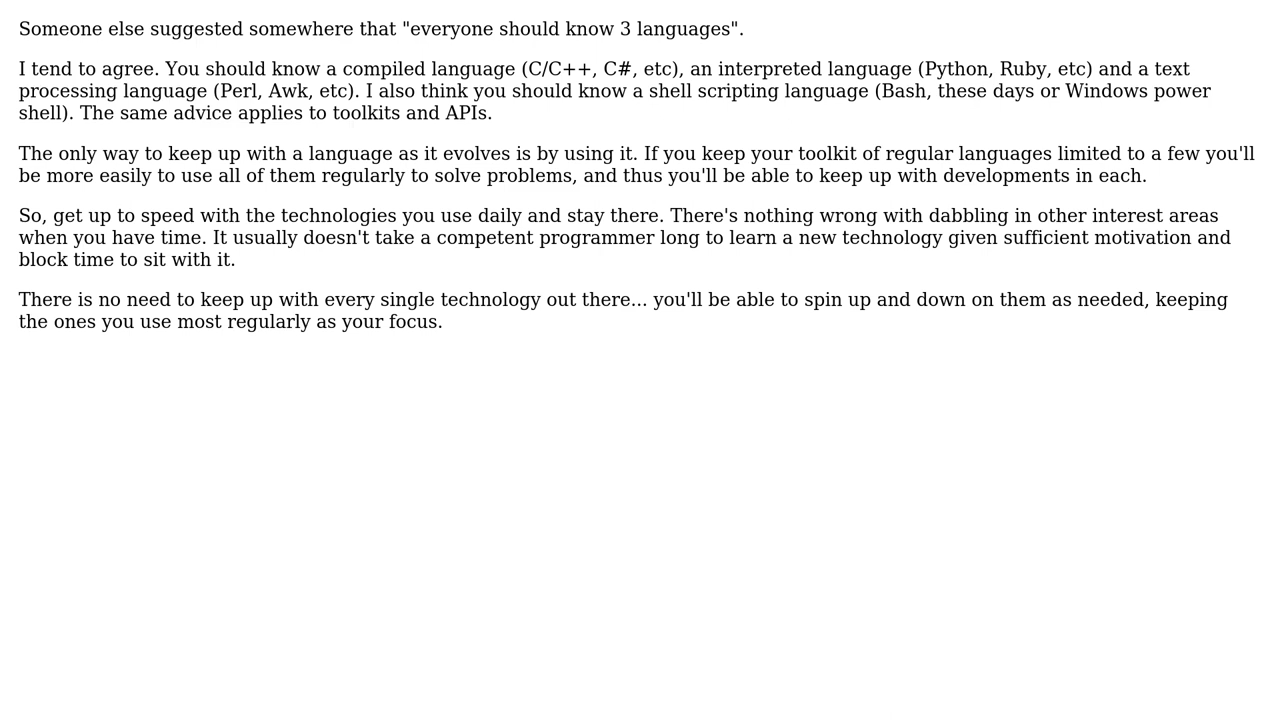 Someone else suggested somewhere that "everyone should know 3 languages".
I tend to agree. You should know a compiled language (C/C++, C#, etc), an interpreted language (Python, Ruby, etc) and a text
processing language (Perl, Awk, etc). I also think you should know a shell scripting language (Bash, these days or Windows power
shell). The same advice applies to toolkits and APIs.
The only way to keep up with a language as it evolves is by using it. If you keep your toolkit of regular languages limited to a few you'll
be more easily to use all of them regularly to solve problems, and thus you'll be able to keep up with developments in each.
So, get up to speed with the technologies you use daily and stay there. There's nothing wrong with dabbling in other interest areas
when you have time. It usually doesn't take a competent programmer long to learn a new technology given sufficient motivation and
block time to sit with it.
There is no need to keep up with every single technology out there... you'll be able to spin up and down on them as needed, keeping
the ones you use most regularly as your focus.